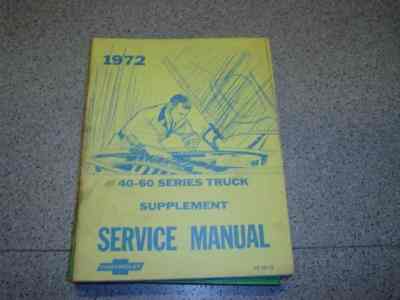 1972
40-60 SERIES TRUCK
SUPPLEMENT
SERVICE MANUAL
CHEVROLET